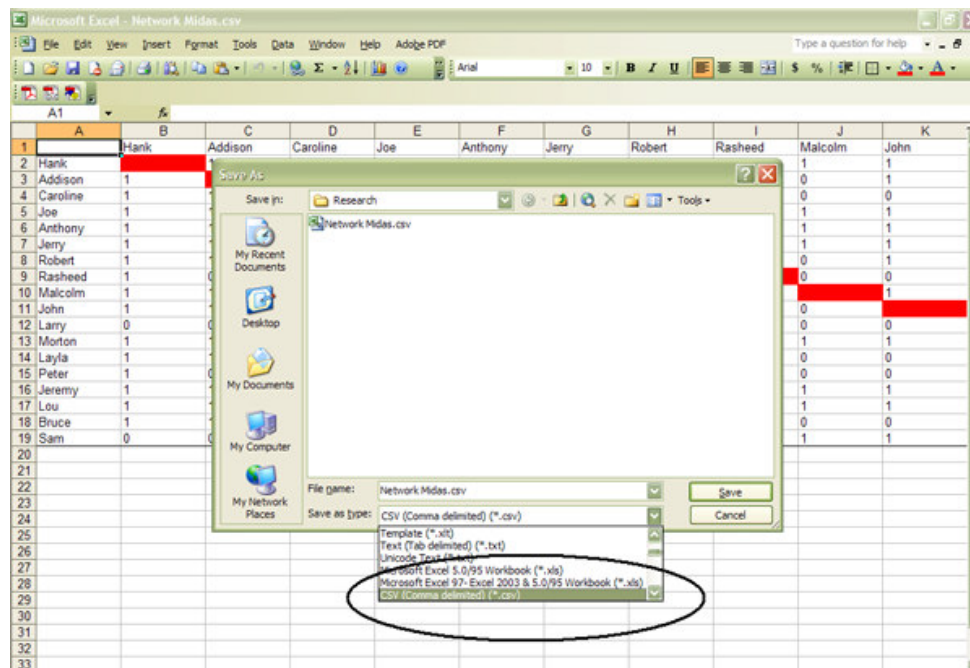 Microsoft Excel - Network Midas.csv
File Edit View Insert Format Tools Data Window Help Adobe PDF Type a question for help
Arial 10 B I U $ %
A1 fx
A B C D E F G H I J K
1 Hank Addison Caroline Joe Anthony Jerry Robert Rasheed Malcolm John
2 Hank 1 1
3 Addison 1 0 1
4 Caroline 1 0 0
5 Joe 1 1 1
6 Anthony 1 1 1
7 Jerry 1 1 1
8 Robert 1 0 1
9 Rasheed 1 0 0
10 Malcolm 1 1
11 John 1 0
12 Larry 0 0 0
13 Morton 1 1 1
14 Layla 1 0 0
15 Peter 1 0 0
16 Jeremy 1 1 1
17 Lou 1 1 1
18 Bruce 1 0 0
19 Sam 0 1 1
20
21
22
23
24
25
26
27
28
29
30
31
32
33
Save As
Save in: Research Tools
Network Midas.csv
My Recent
Documents
Desktop
My Documents
My Computer
My Network
Places
File name: Network Midas.csv Save
Save as type: CSV (Comma delimited) (*.csv) Cancel
Template (*.xlt)
Text (Tab delimited) (*.txt)
Unicode Text (*.txt)
Microsoft Excel 5.0/95 Workbook (*.xls)
Microsoft Excel 97- Excel 2003 & 5.0/95 Workbook (*.xls)
CSV (Comma delimited) (*.csv)